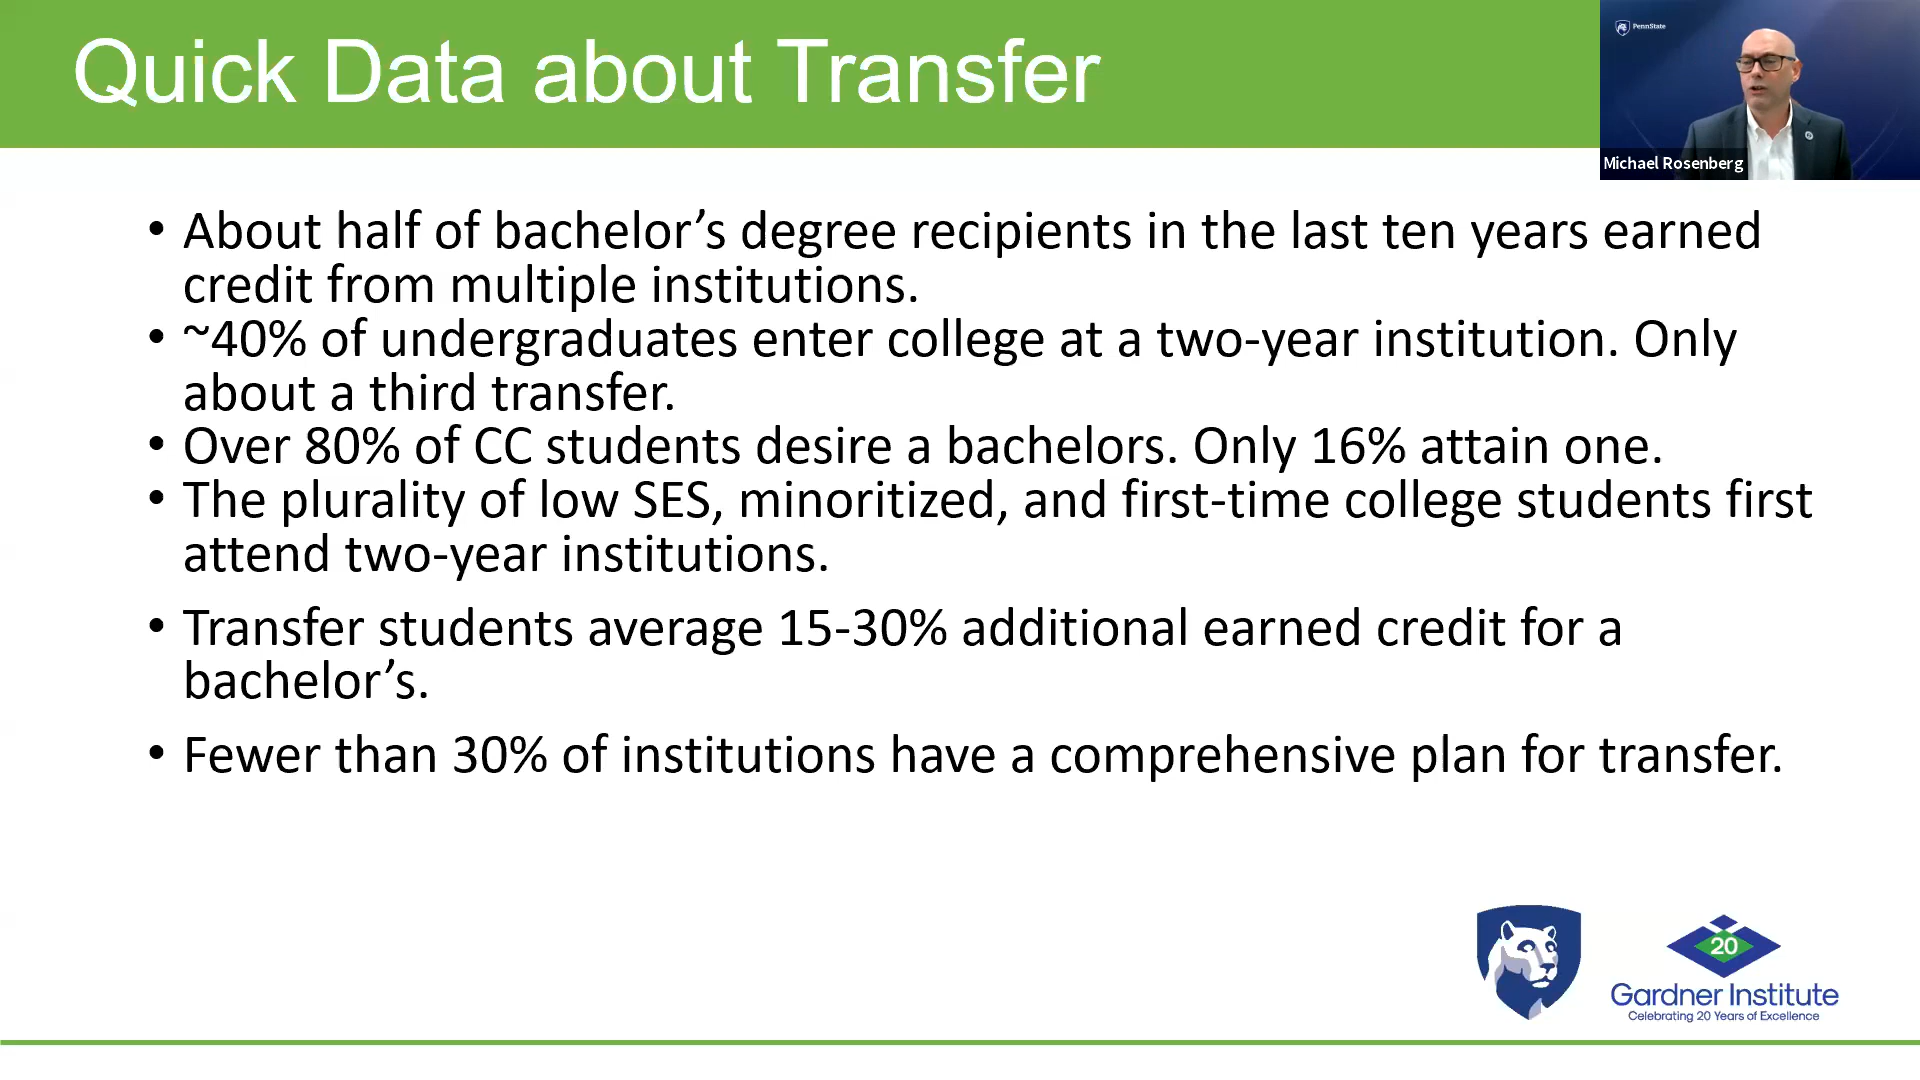 Quick Data about Transfer
PennState
Michael Rosenberg
• About half of bachelor’s degree recipients in the last ten years earned
credit from multiple institutions.
• ~40% of undergraduates enter college at a two-year institution. Only
about a third transfer.
• Over 80% of CC students desire a bachelors. Only 16% attain one.
• The plurality of low SES, minoritized, and first-time college students first
attend two-year institutions.
• Transfer students average 15-30% additional earned credit for a
bachelor’s.
• Fewer than 30% of institutions have a comprehensive plan for transfer.
20
Gardner Institute
Celebrating 20 Years of Excellence